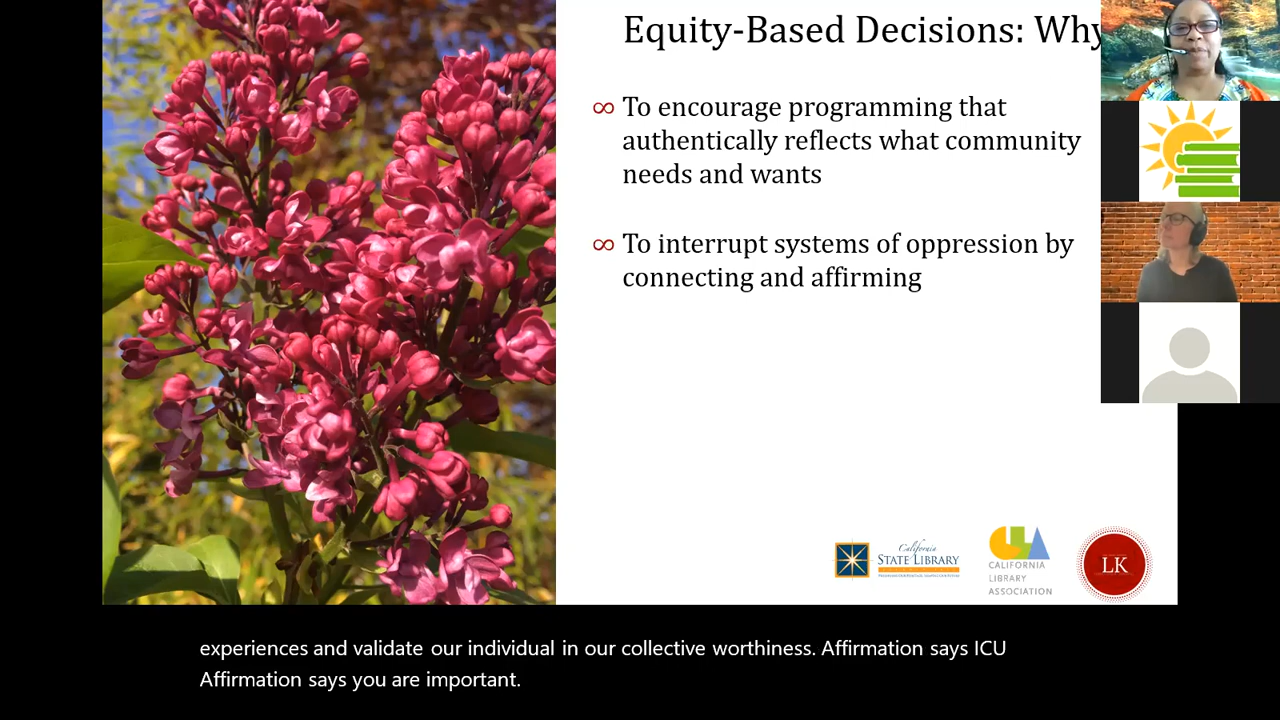 Equity-Based Decisions: Why
∞ To encourage programming that
authentically reflects what community
needs and wants
∞ To interrupt systems of oppression by
connecting and affirming
California
STATE LIBRARY
CLA
CALIFORNIA
LIBRARY
ASSOCIATION
LK
experiences and validate our individual in our collective worthiness. Affirmation says ICU
Affirmation says you are important.